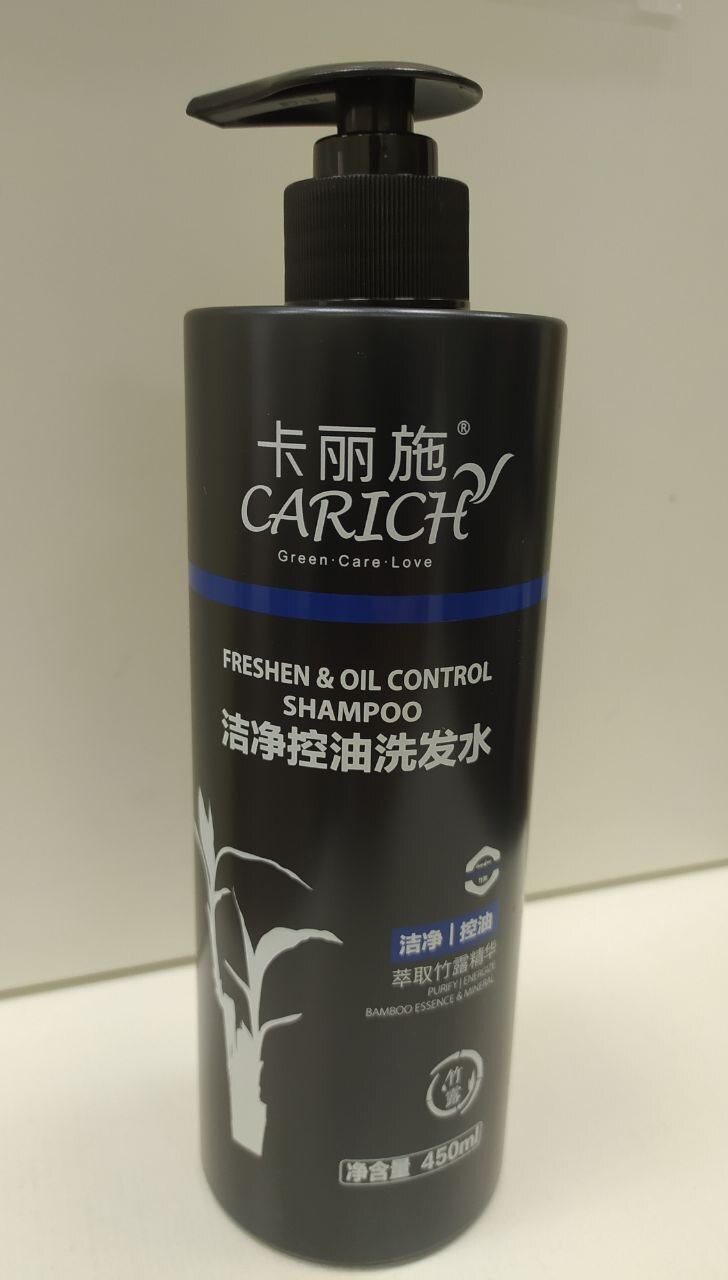 卡丽施®
CARICH
Green·Care·Love
FRESHEN & OIL CONTROL
SHAMPOO
洁净控油洗发水
洁净|控油
萃取竹露精华
PURIFY | ENERGIZE
BAMBOO ESSENCE & MINERAL
竹露
净含量 450ml